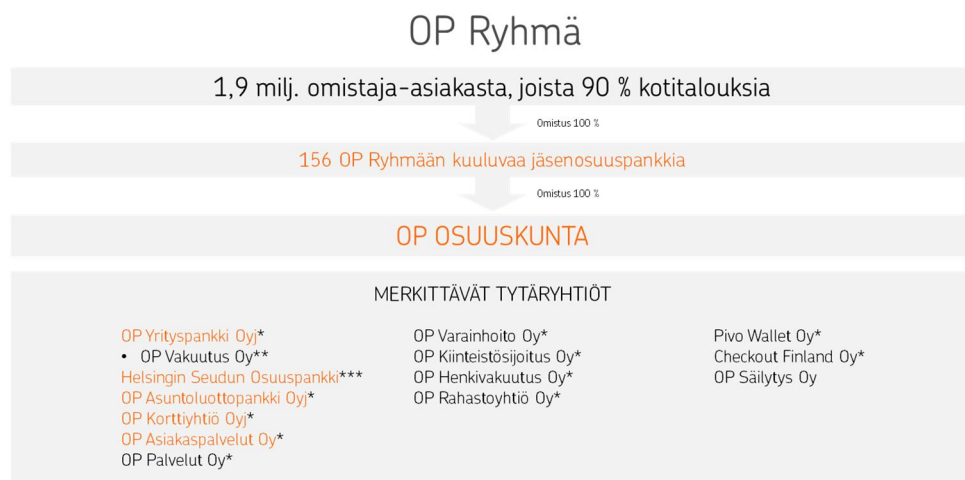 OP Ryhmä
1,9 milj. omistaja-asiakasta, joista 90 % kotitalouksia
Omistus 100 %
156 OP Ryhmään kuuluvaa jäsenosuuspankkia
Omistus 100 %
OP OSUUSKUNTA
MERKITTÄVÄT TYTÄRYHTIÖT
OP Yrityspankki Oyj*
• OP Vakuutus Oy**
Helsingin Seudun Osuuspankki***
OP Asuntoluottopankki Oyj*
OP Korttiyhtiö Oyj*
OP Asiakaspalvelut Oy*
OP Palvelut Oy*
OP Varainhoito Oy*
OP Kiinteistösijoitus Oy*
OP Henkivakuutus Oy*
OP Rahastoyhtiö Oy*
Pivo Wallet Oy*
Checkout Finland Oy*
OP Säilytys Oy